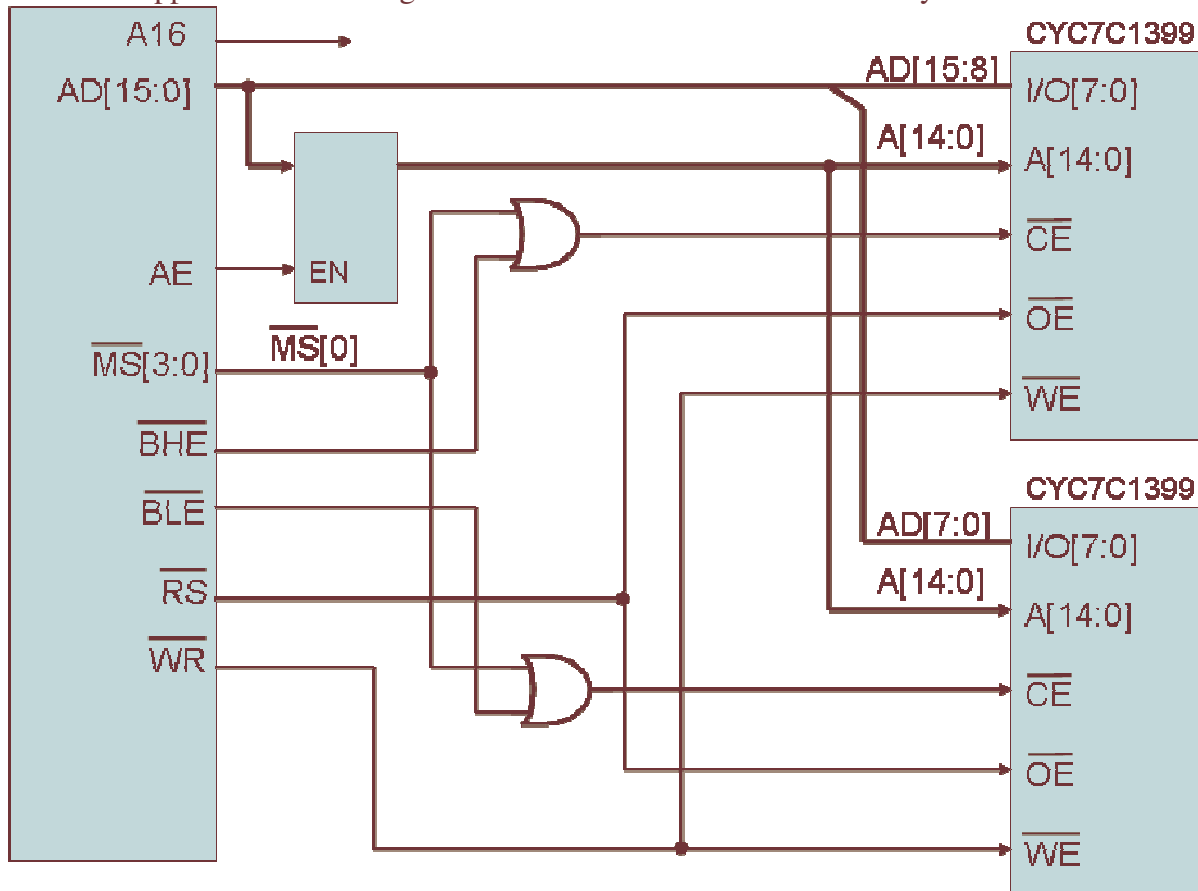 A16
AD[15:0]
AE
MS[3:0]
BHE
BLE
RS
WR
EN
MS[0]
AD[15:8]
A[14:0]
CYC7C1399
I/O[7:0]
A[14:0]
CE
OE
WE
AD[7:0]
A[14:0]
CYC7C1399
I/O[7:0]
A[14:0]
CE
OE
WE